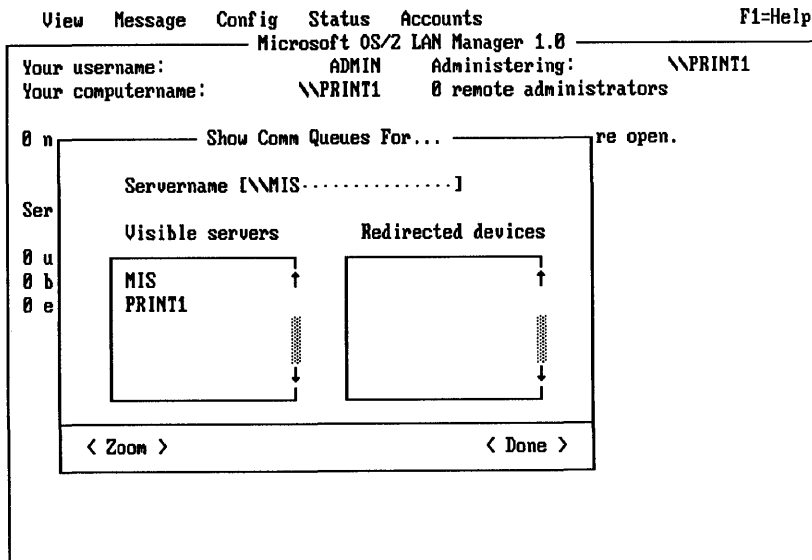 View Message Config Status Accounts F1=Help
Microsoft OS/2 LAN Manager 1.0
Your username: ADMIN Administering: \\PRINT1
Your computername: \\PRINT1 0 remote administrators
0 n Show Comm Queues For... re open.
Servername [\\MIS···············]
Ser
Visible servers Redirected devices
0 u
0 b MIS
0 e PRINT1
< Zoom > < Done >